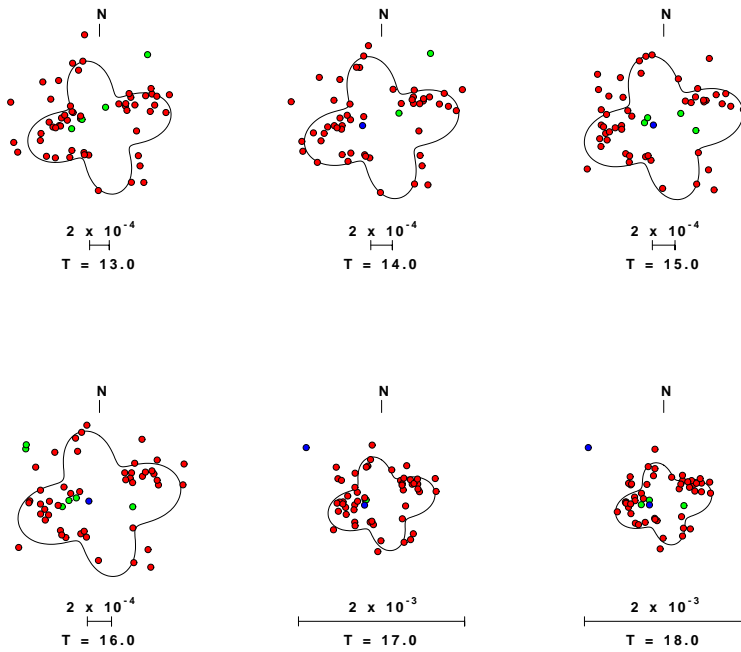 N N N
2 x 10-4 2 x 10-4 2 x 10-4
T = 13.0 T = 14.0 T = 15.0
N N N
2 x 10-4 2 x 10-3 2 x 10-3
T = 16.0 T = 17.0 T = 18.0